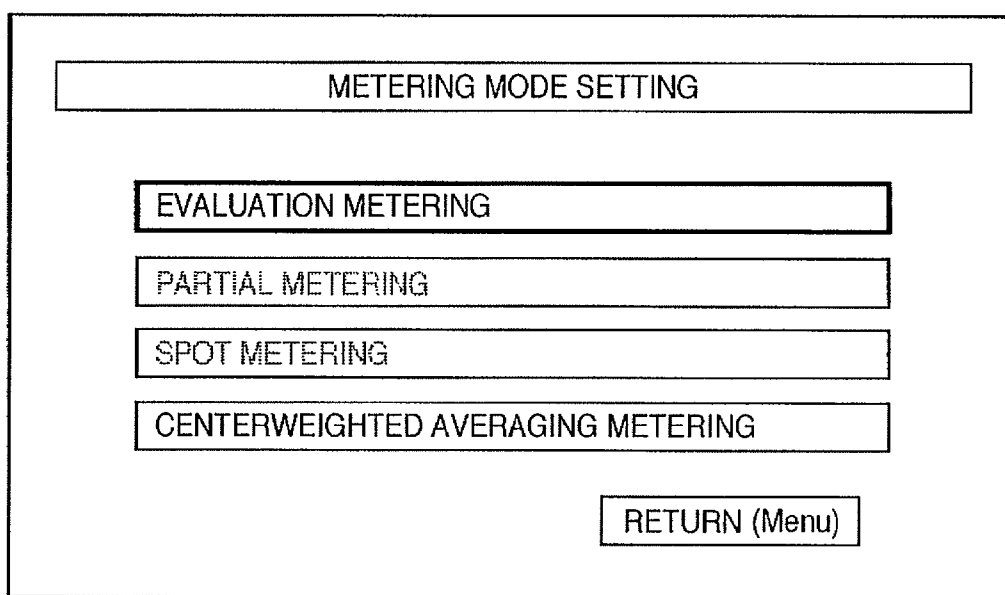 METERING MODE SETTING
EVALUATION METERING
PARTIAL METERING
SPOT METERING
CENTERWEIGHTED AVERAGING METERING
RETURN (Menu)